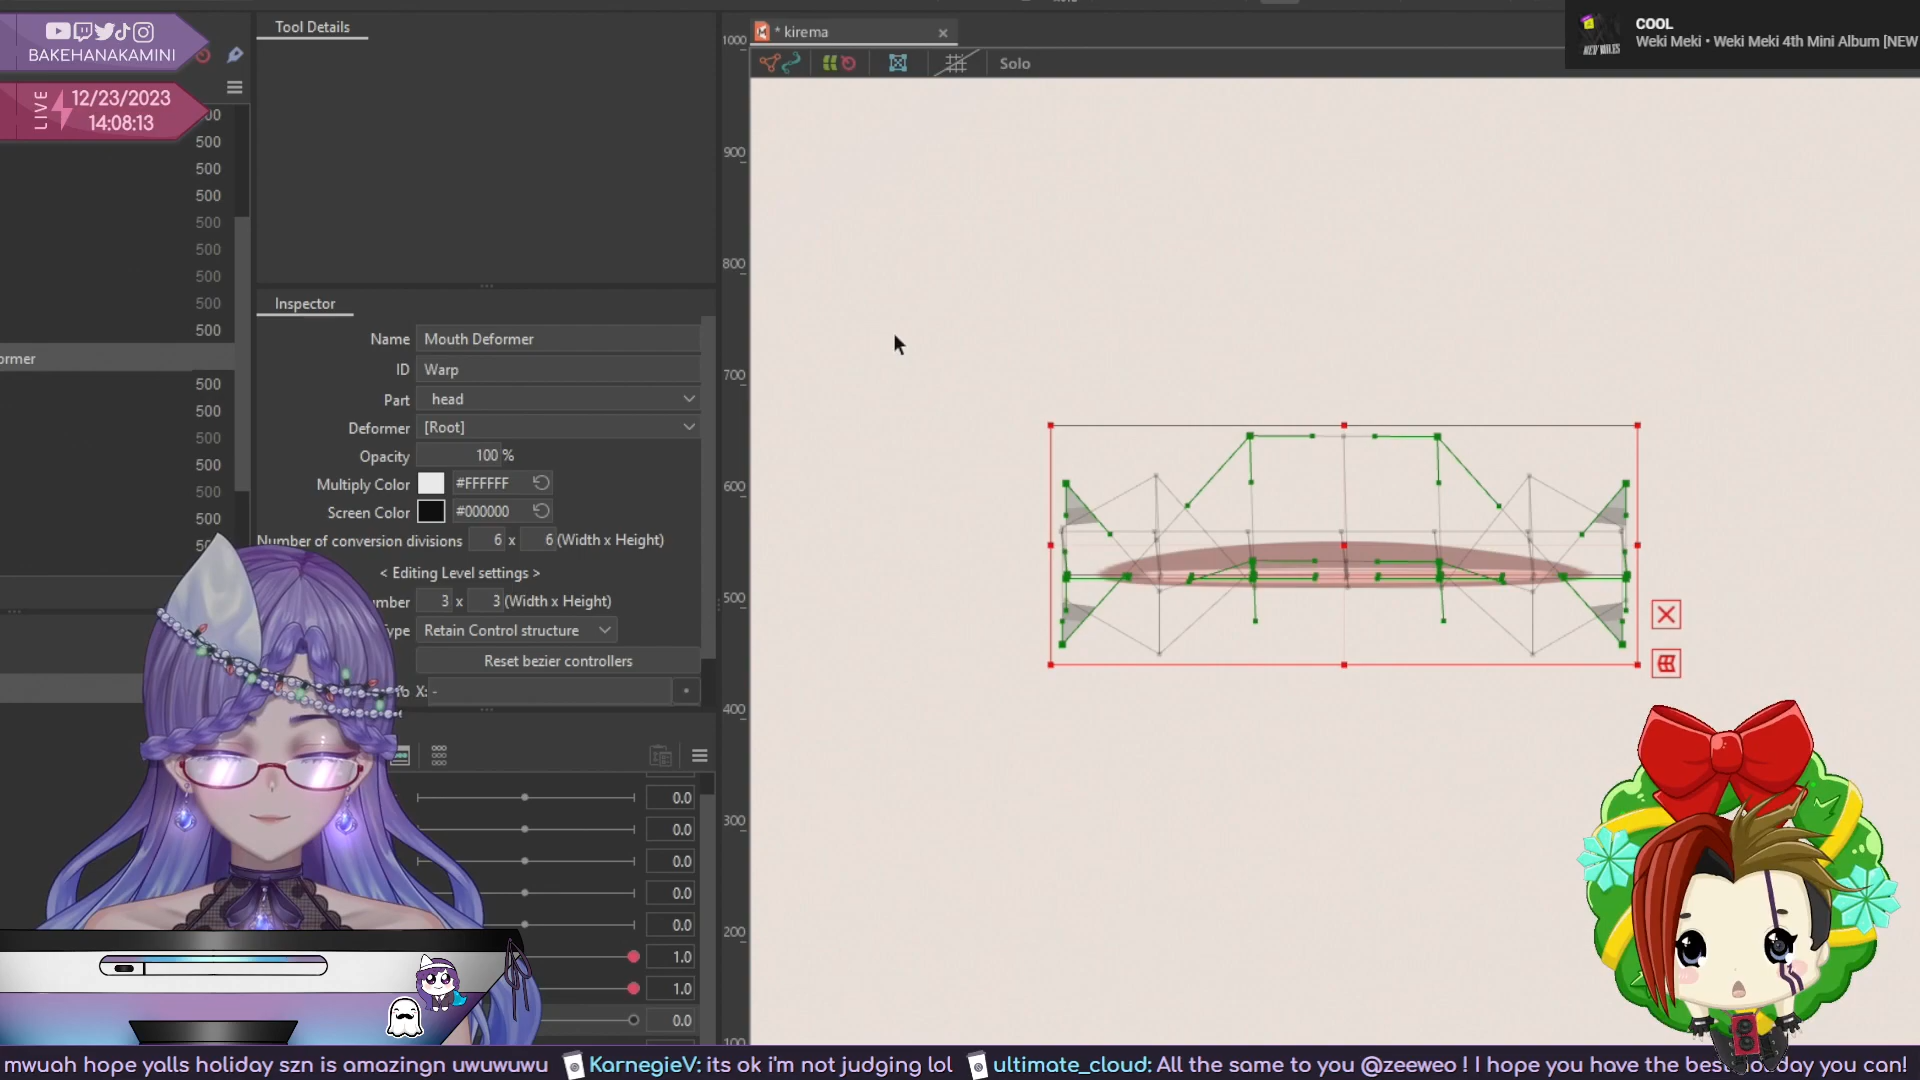 BAKEHANAKAMINI
LIVE
12/23/2023
14:08:13
500
500
500
500
500
500
500
500
500
ormer
500
500
500
500
500
500
Tool Details
Inspector
Name Mouth Deformer
ID Warp
Part head
Deformer [Root]
Opacity 100 %
Multiply Color #FFFFFF
Screen Color #000000
Number of conversion divisions 6 x 6 (Width x Height)
< Editing Level settings >
umber 3 x 3 (Width x Height)
ype Retain Control structure
Reset bezier controllers
X: -
0.0
0.0
0.0
0.0
0.0
1.0
1.0
0.0
* kirema
Solo
1000
900
800
700
600
500
400
300
200
100
COOL
Weki Meki • Weki Meki 4th Mini Album [NEW
NEW RULES
mwuah hope yalls holiday szn is amazingn uwuwuwu KarnegieV: its ok i'm not judging lol ultimate_cloud: All the same to you @zeeweo ! I hope you have the best day you can!